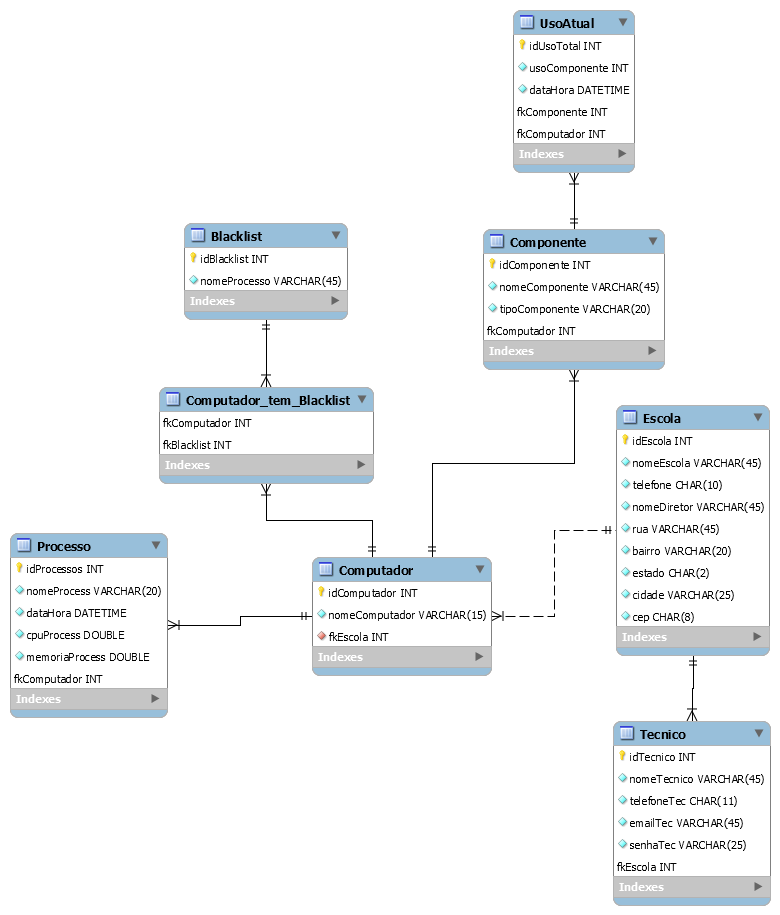 UsoAtual
idUsoTotal INT
usoComponente INT
dataHora DATETIME
fkComponente INT
fkComputador INT
Indexes
Blacklist
idBlacklist INT
nomeProcesso VARCHAR(45)
Indexes
Componente
idComponente INT
nomeComponente VARCHAR(45)
tipoComponente VARCHAR(20)
fkComputador INT
Indexes
Computador_tem_Blacklist
fkComputador INT
fkBlacklist INT
Indexes
Escola
idEscola INT
nomeEscola VARCHAR(45)
telefone CHAR(10)
nomeDiretor VARCHAR(45)
rua VARCHAR(45)
bairro VARCHAR(20)
estado CHAR(2)
cidade VARCHAR(25)
cep CHAR(8)
Indexes
Processo
idProcessos INT
nomeProcess VARCHAR(20)
dataHora DATETIME
cpuProcess DOUBLE
memoriaProcess DOUBLE
fkComputador INT
Indexes
Computador
idComputador INT
nomeComputador VARCHAR(15)
fkEscola INT
Indexes
Tecnico
idTecnico INT
nomeTecnico VARCHAR(45)
telefoneTec CHAR(11)
emailTec VARCHAR(45)
senhaTec VARCHAR(25)
fkEscola INT
Indexes